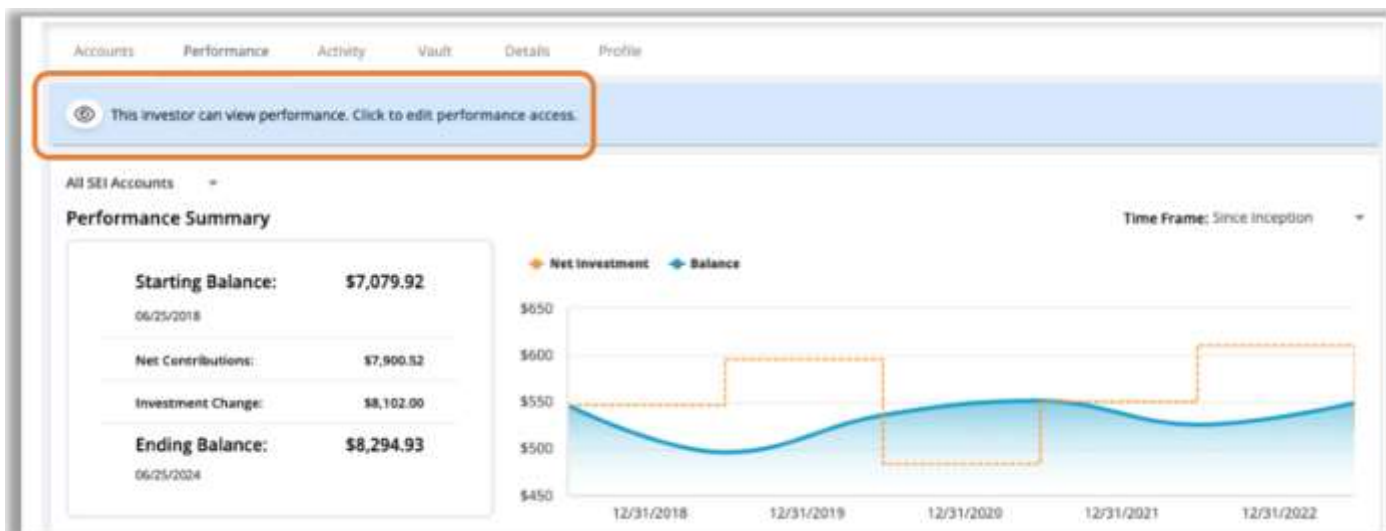 Accounts Performance Activity Vault Details Profile
This investor can view performance. Click to edit performance access.
All SEI Accounts
Performance Summary
Time Frame: Since Inception
Starting Balance: $7,079.92
06/25/2018
Net Contributions: $7,900.52
Investment Change: $8,102.00
Ending Balance: $8,294.93
06/25/2024
Net Investment Balance
$650
$600
$550
$500
$450
12/31/2018 12/31/2019 12/31/2020 12/31/2021 12/31/2022